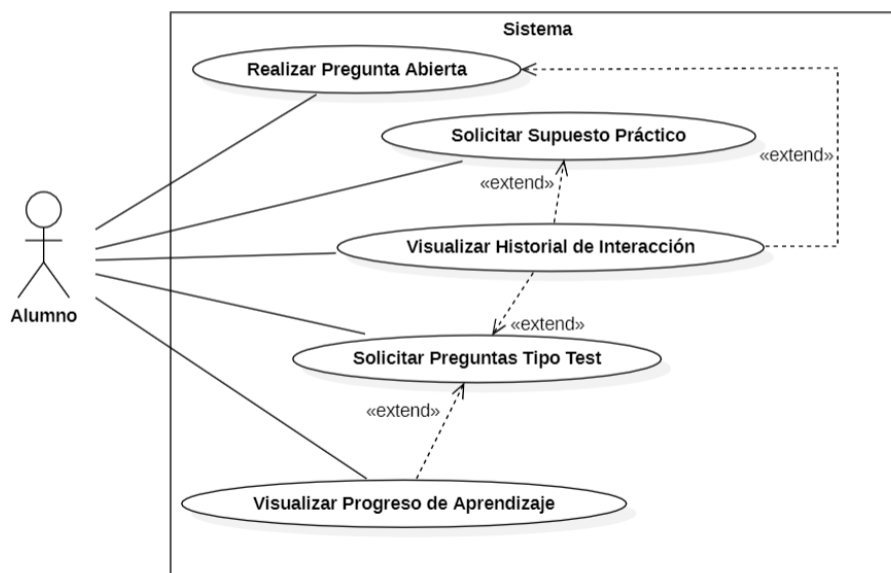 Sistema
Realizar Pregunta Abierta
Solicitar Supuesto Práctico
«extend»
«extend»
Visualizar Historial de Interacción
Alumno
«extend»
Solicitar Preguntas Tipo Test
«extend»
Visualizar Progreso de Aprendizaje